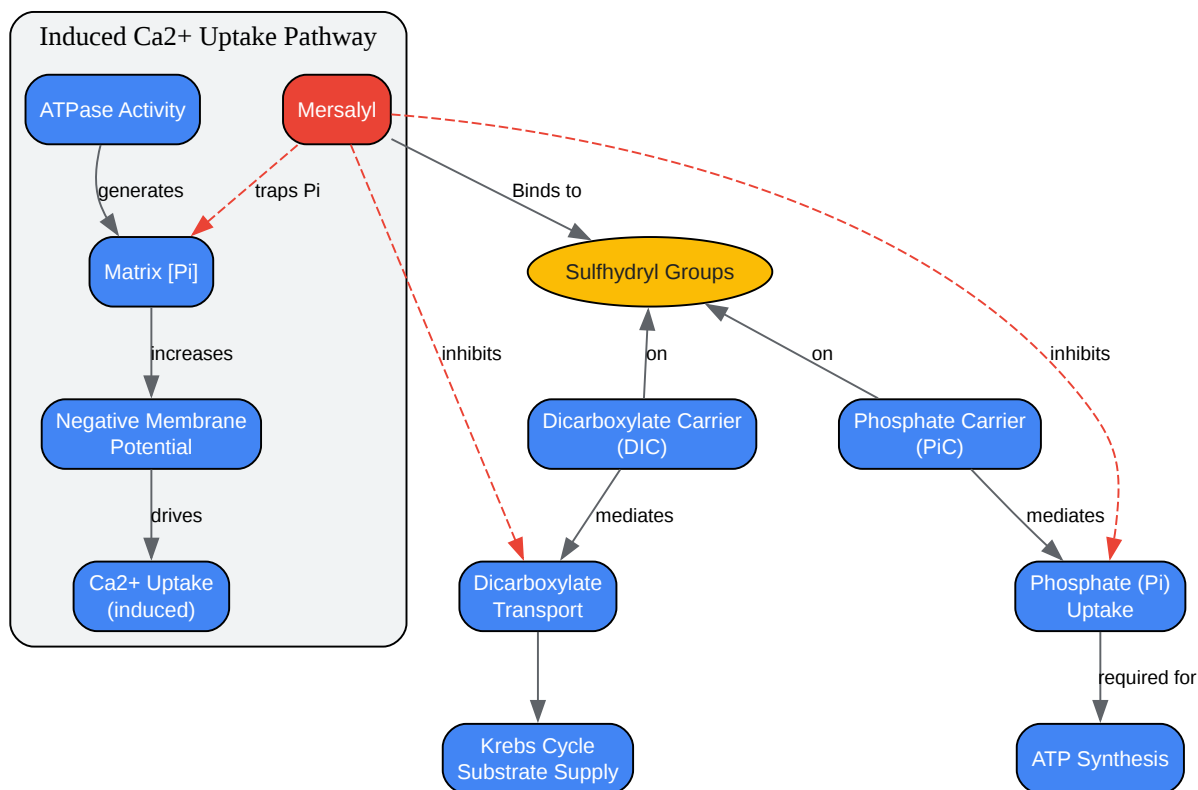 Induced Ca2+ Uptake Pathway
ATPase Activity
Mersalyl
generates
traps Pi
Binds to
Matrix [Pi]
Sulfhydryl Groups
increases
inhibits
on
on
inhibits
Negative Membrane
Potential
Dicarboxylate Carrier
(DIC)
Phosphate Carrier
(PiC)
drives
mediates
mediates
Ca2+ Uptake
(induced)
Dicarboxylate
Transport
Phosphate (Pi)
Uptake
required for
Krebs Cycle
Substrate Supply
ATP Synthesis